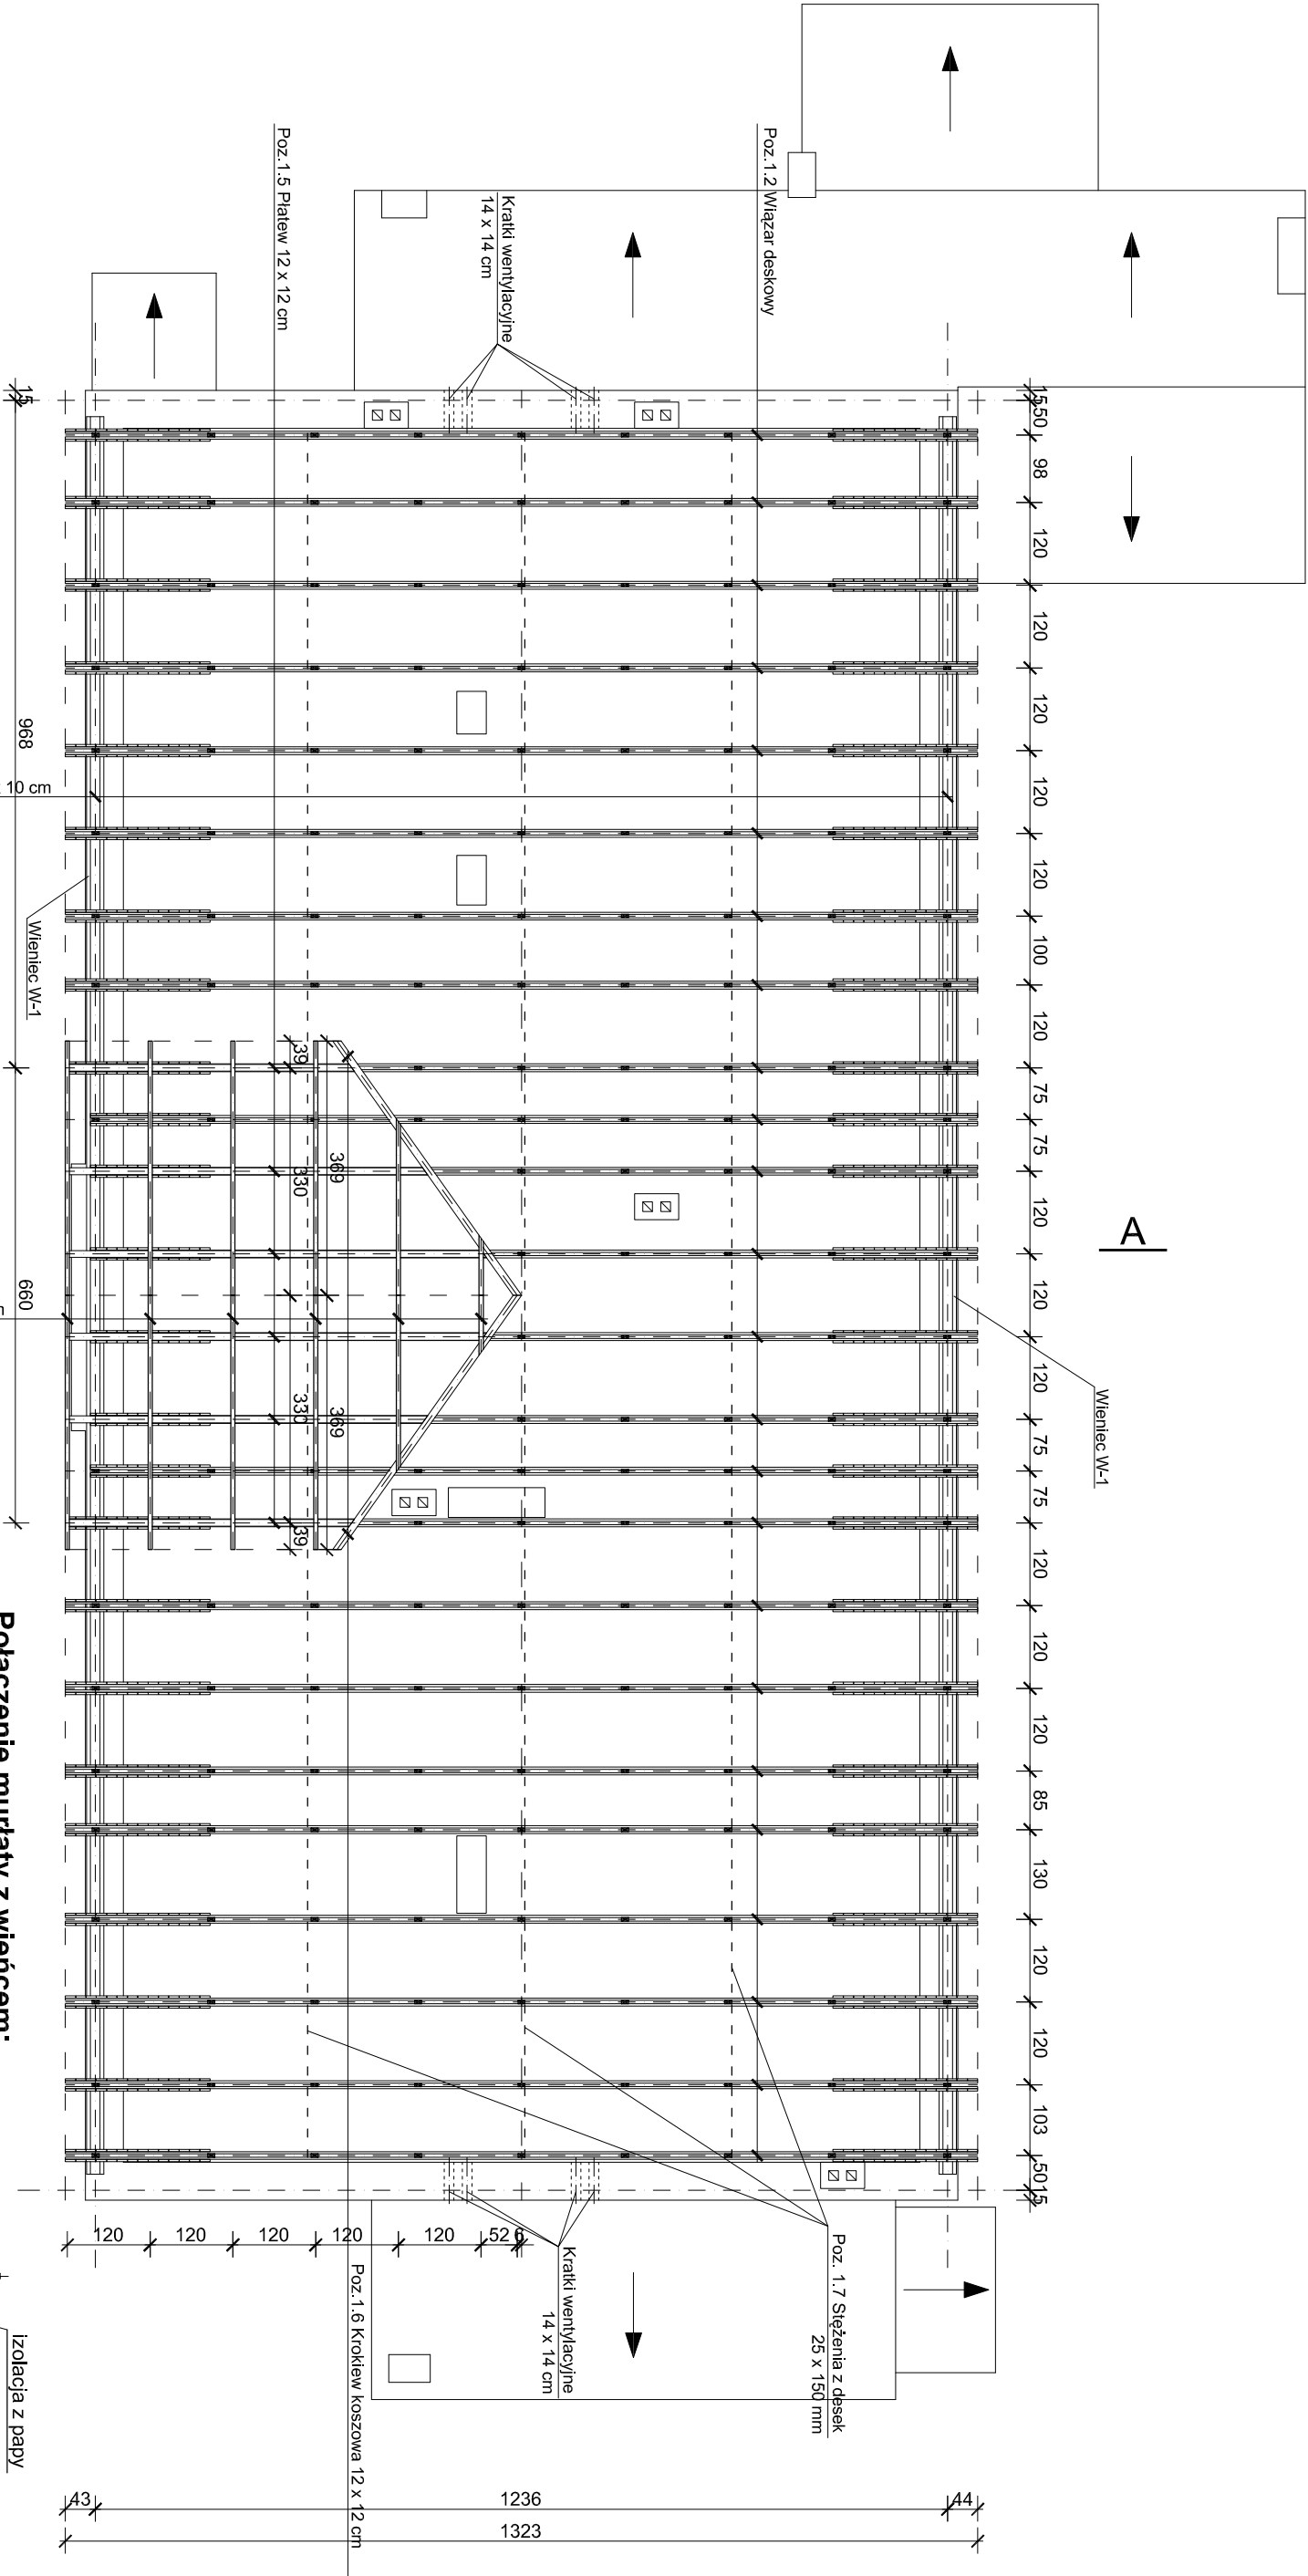 A
Wieniec W-1
15 50 98 120 120 120 120 120 100 120 75 75 120 120 120 75 75 120 120 120 85 130 120 120 103 50 15
Poz.1.2 Wiązar deskowy
Kratki wentylacyjne
14 x 14 cm
Poz.1.5 Płatew 12 x 12 cm
Poz. 1.7 Stężenia z desek
25 x 150 mm
Kratki wentylacyjne
14 x 14 cm
Poz.1.6 Krokiew koszowa 12 x 12 cm
369 369
39 330 330 39
120 120 120 120 120 52 6
43 1236 44
1323
Wieniec W-1
10 cm
15 968 660
Połączenie murłaty z wieńcem:
izolacja z papy